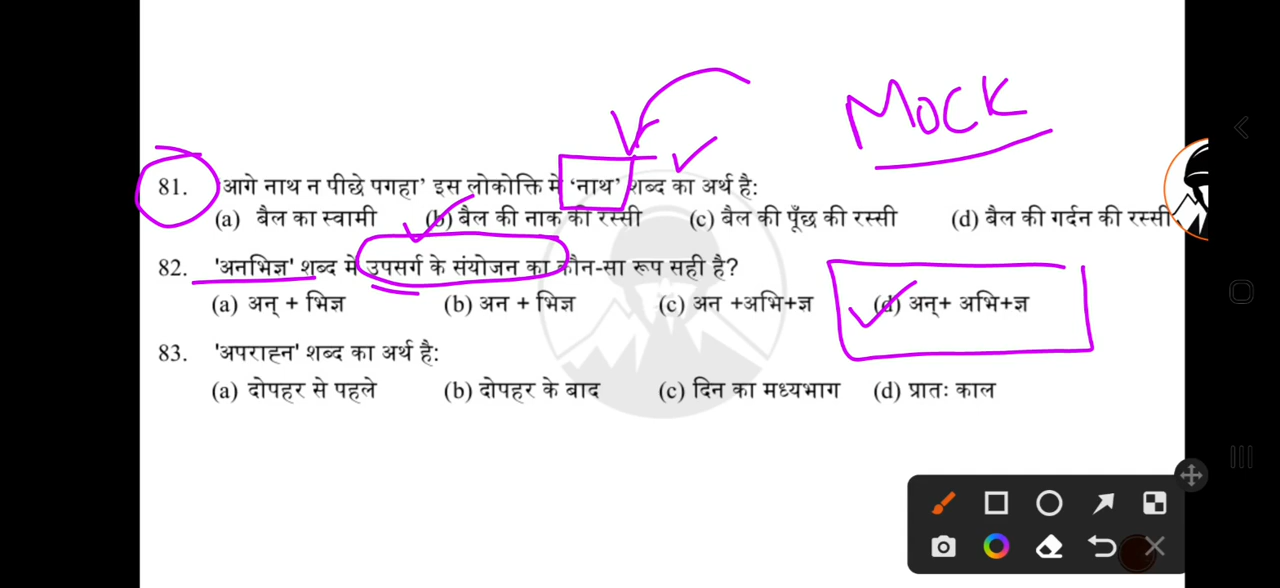 MOCK
81. 'आगे नाथ न पीछे पगहा' इस लोकोक्ति में 'नाथ' शब्द का अर्थ है:
(a) बैल का स्वामी (b) बैल की नाक की रस्सी (c) बैल की पूँछ की रस्सी (d) बैल की गर्दन की रस्सी
82. 'अनभिज्ञ' शब्द में उपसर्ग के संयोजन का कौन-सा रूप सही है?
(a) अन् + भिज्ञ (b) अन + भिज्ञ (c) अन +अभि+ज्ञ (d) अन्+ अभि+ज्ञ
83. 'अपराह्न' शब्द का अर्थ है:
(a) दोपहर से पहले (b) दोपहर के बाद (c) दिन का मध्यभाग (d) प्रातः काल